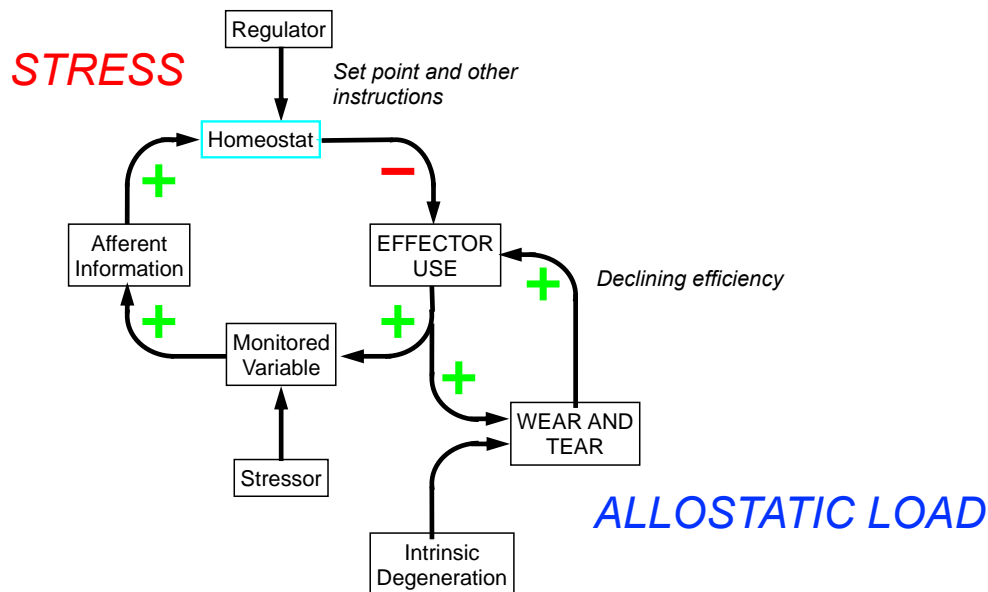 Regulator
STRESS
Set point and other
instructions
Homeostat
+
−
Afferent
Information
EFFECTOR
USE
+
Declining efficiency
+
+
Monitored
Variable
+
WEAR AND
TEAR
Stressor
ALLOSTATIC LOAD
Intrinsic
Degeneration